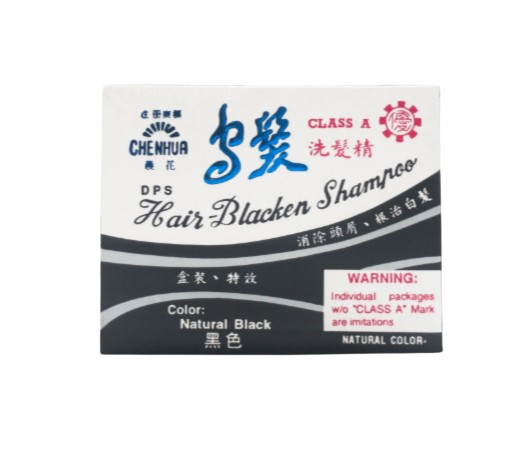 CHENHUA
晨 花
烏髮
CLASS A
優
洗髮精
DPS
Hair Blacken Shampoo
消除頭屑、根治白髮
盒裝、特效
WARNING:
Individual packages
w/o "CLASS A" Mark
are imitations
Color:
Natural Black
黑色
NATURAL COLOR-